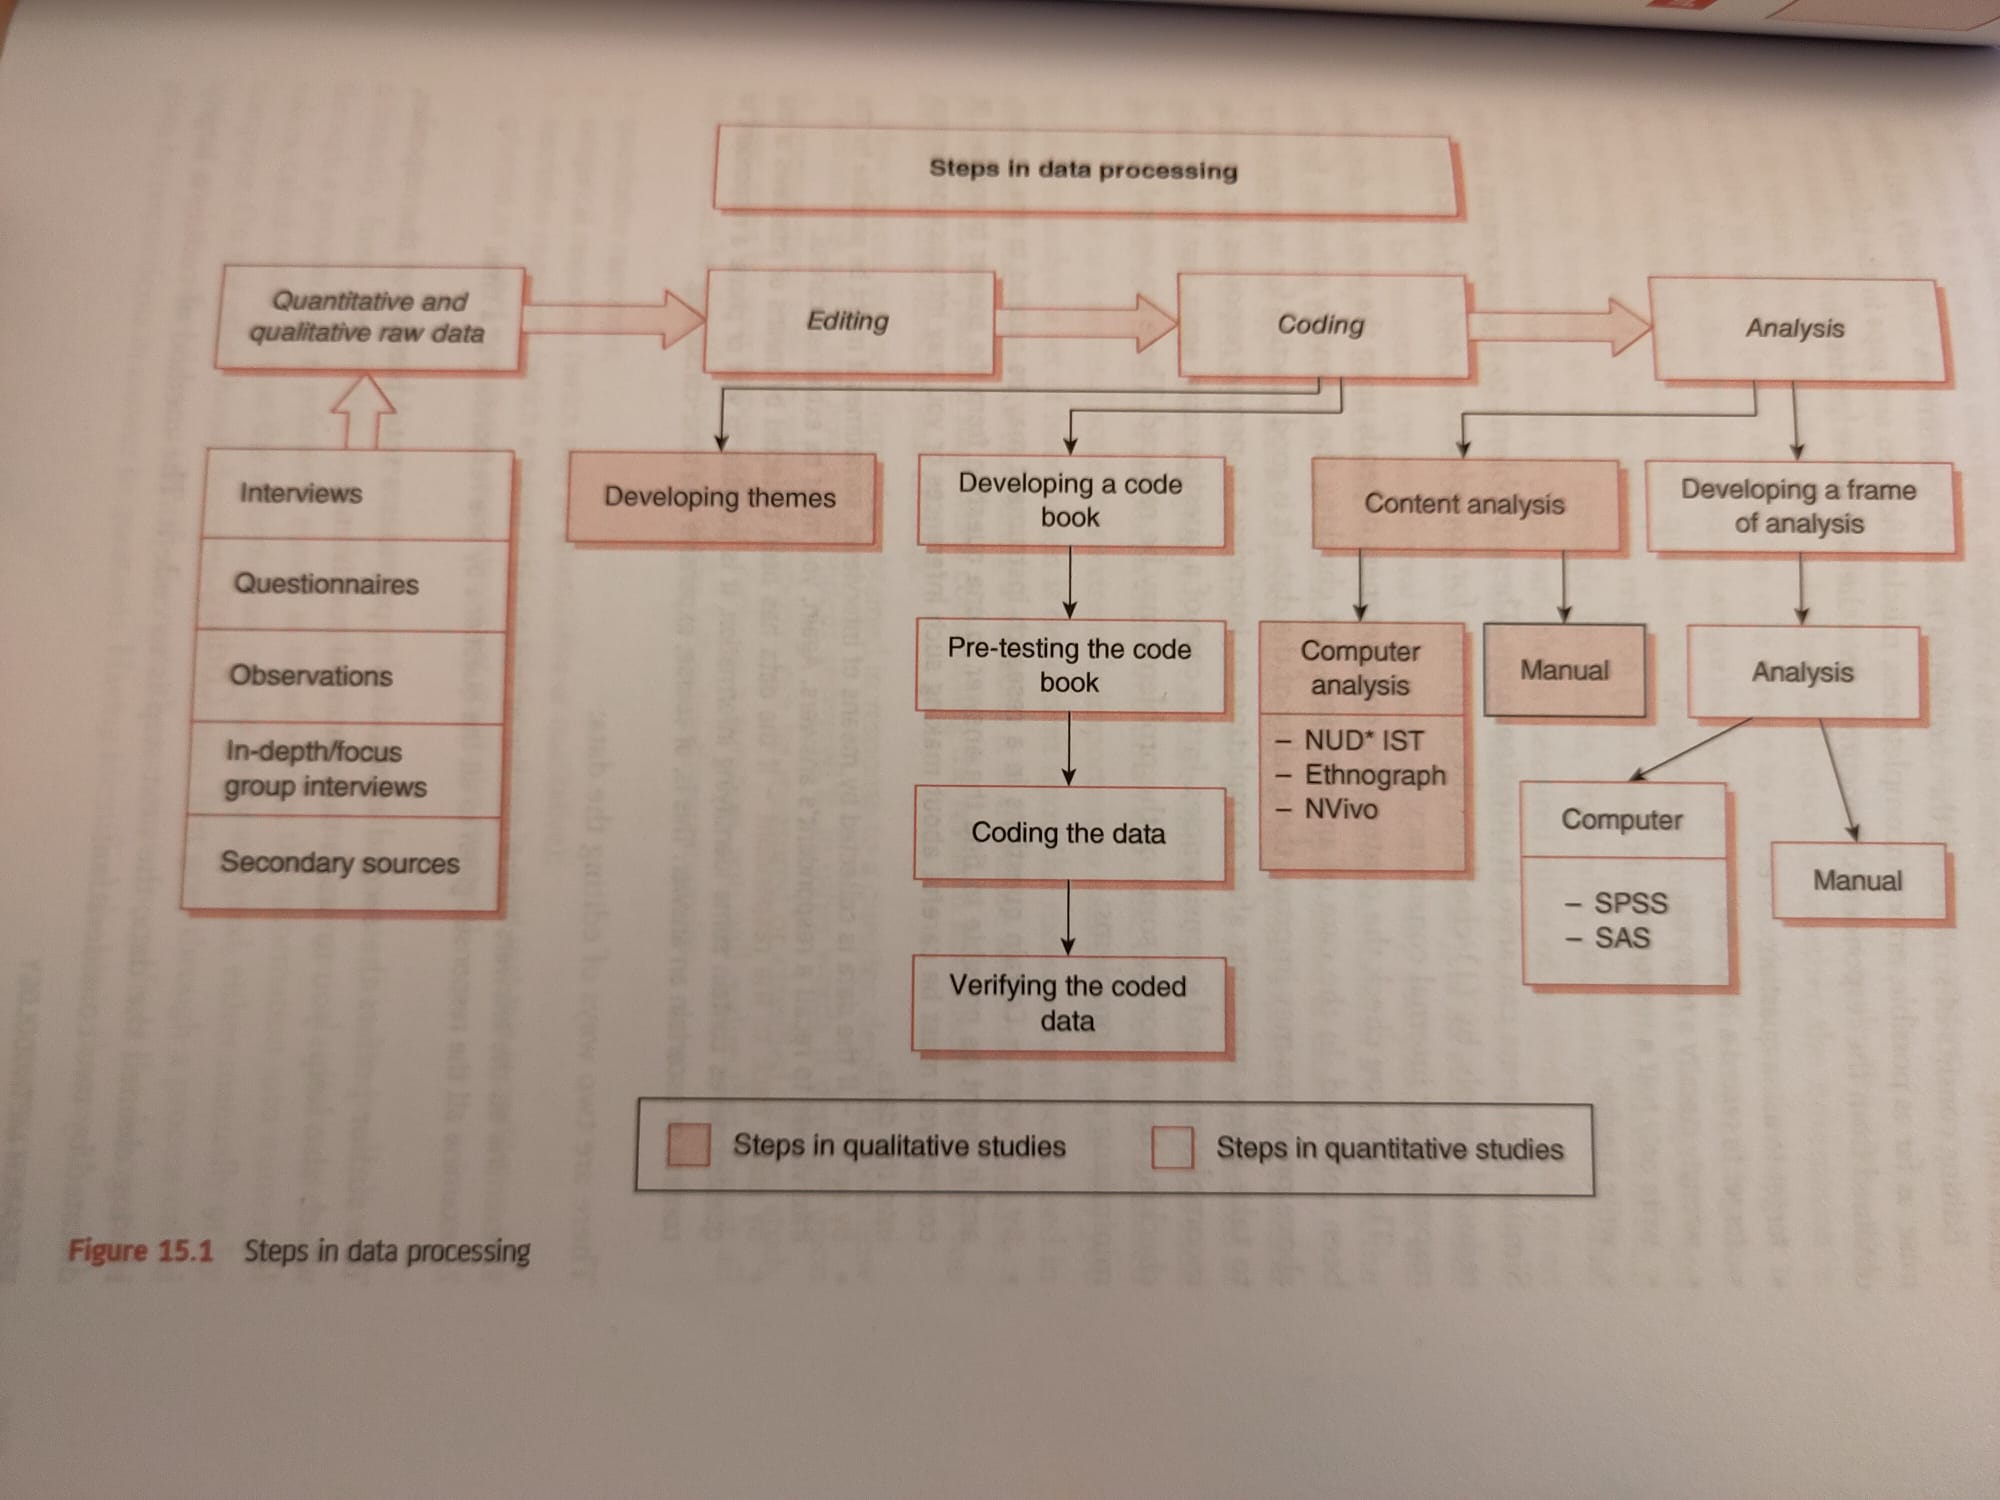 Steps in data processing
Quantitative and
qualitative raw data
Editing
Coding
Analysis
Interviews
Questionnaires
Observations
In-depth/focus
group interviews
Secondary sources
Developing themes
Developing a code
book
Pre-testing the code
book
Coding the data
Verifying the coded
data
Content analysis
Computer
analysis
– NUD* IST
– Ethnograph
– NVivo
Manual
Developing a frame
of analysis
Analysis
Computer
– SPSS
– SAS
Manual
Steps in qualitative studies
Steps in quantitative studies
Figure 15.1 Steps in data processing